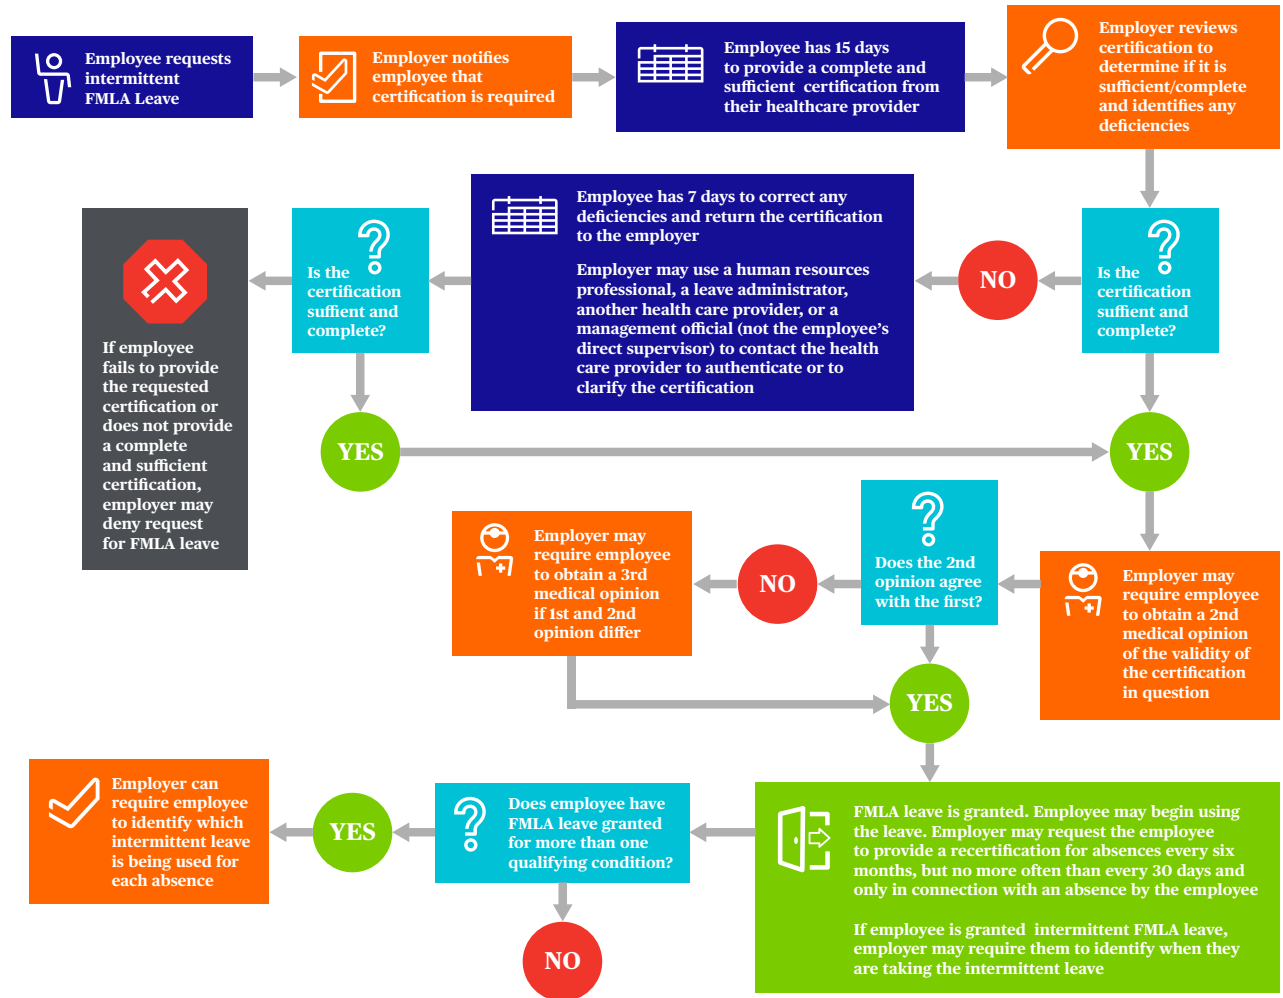 Employee requests
intermittent
FMLA Leave
Employer notifies
employee that
certification is required
Employee has 15 days
to provide a complete and
sufficient certification from
their healthcare provider
Employer reviews
certification to
determine if it is
sufficient/complete
and identifies any
deficiencies
Is the
certification
suffient and
complete?
NO
Employee has 7 days to correct any
deficiencies and return the certification
to the employer
Employer may use a human resources
professional, a leave administrator,
another health care provider, or a
management official (not the employee's
direct supervisor) to contact the health
care provider to authenticate or to
clarify the certification
Is the
certification
suffient and
complete?
If employee
fails to provide
the requested
certification or
does not provide
a complete
and sufficient
certification,
employer may
deny request
for FMLA leave
YES
YES
Employer may
require employee
to obtain a 2nd
medical opinion
of the validity of
the certification
in question
Does the 2nd
opinion agree
with the first?
NO
Employer may
require employee
to obtain a 3rd
medical opinion
if 1st and 2nd
opinion differ
YES
FMLA leave is granted. Employee may begin using
the leave. Employer may request the employee
to provide a recertification for absences every six
months, but no more often than every 30 days and
only in connection with an absence by the employee
If employee is granted intermittent FMLA leave,
employer may require them to identify when they
are taking the intermittent leave
Does employee have
FMLA leave granted
for more than one
qualifying condition?
YES
Employer can
require employee
to identify which
intermittent leave
is being used for
each absence
NO